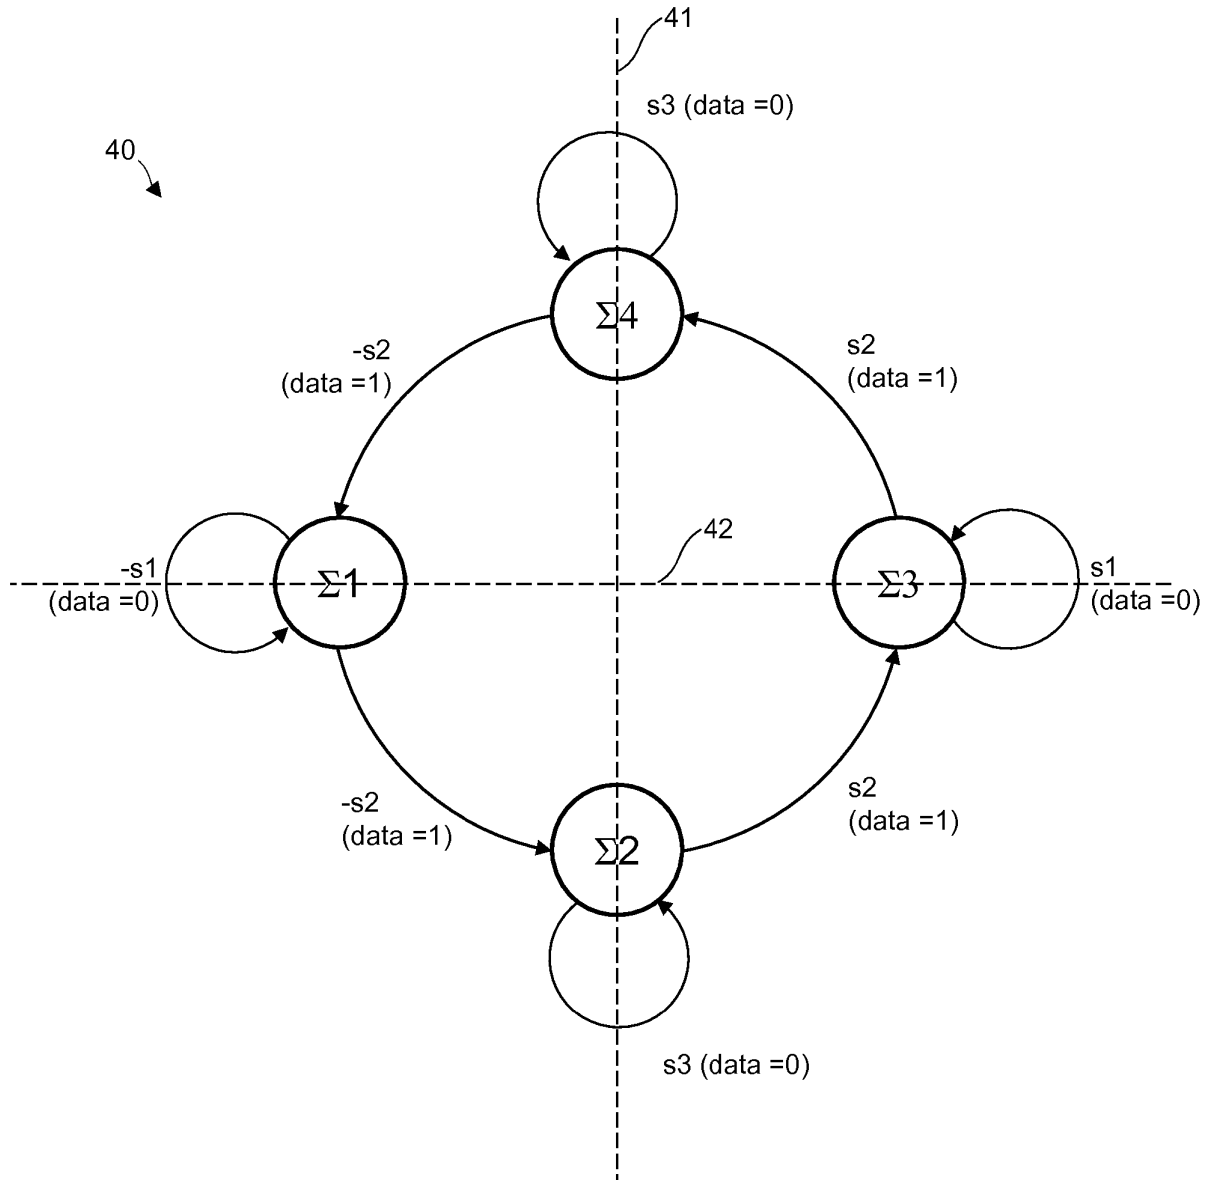 41
s3 (data =0)
40
Σ4
-s2
(data =1)
s2
(data =1)
42
-s1
(data =0)
Σ1
Σ3
s1
(data =0)
-s2
(data =1)
s2
(data =1)
Σ2
s3 (data =0)